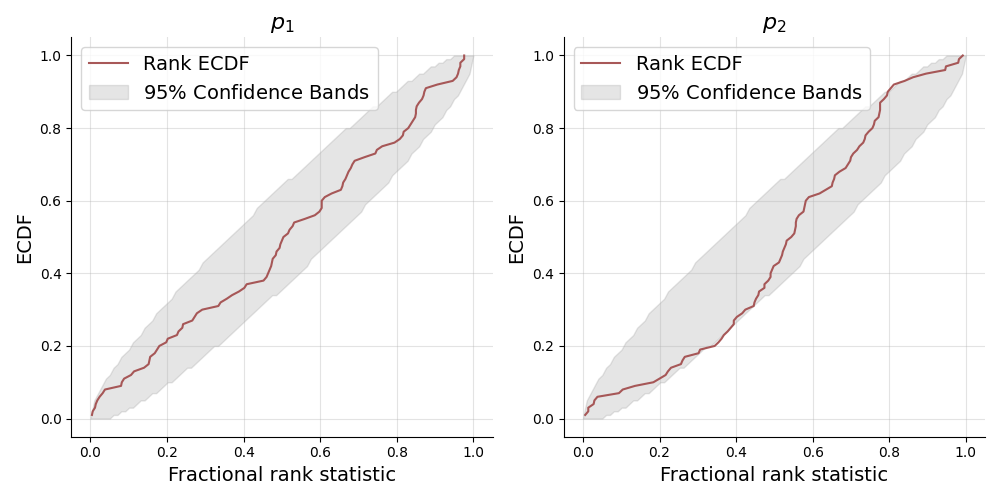 p1
1.0
0.8
0.6
0.4
0.2
0.0
ECDF
Rank ECDF
95% Confidence Bands
0.0 0.2 0.4 0.6 0.8 1.0
Fractional rank statistic
p2
1.0
0.8
0.6
0.4
0.2
0.0
ECDF
Rank ECDF
95% Confidence Bands
0.0 0.2 0.4 0.6 0.8 1.0
Fractional rank statistic